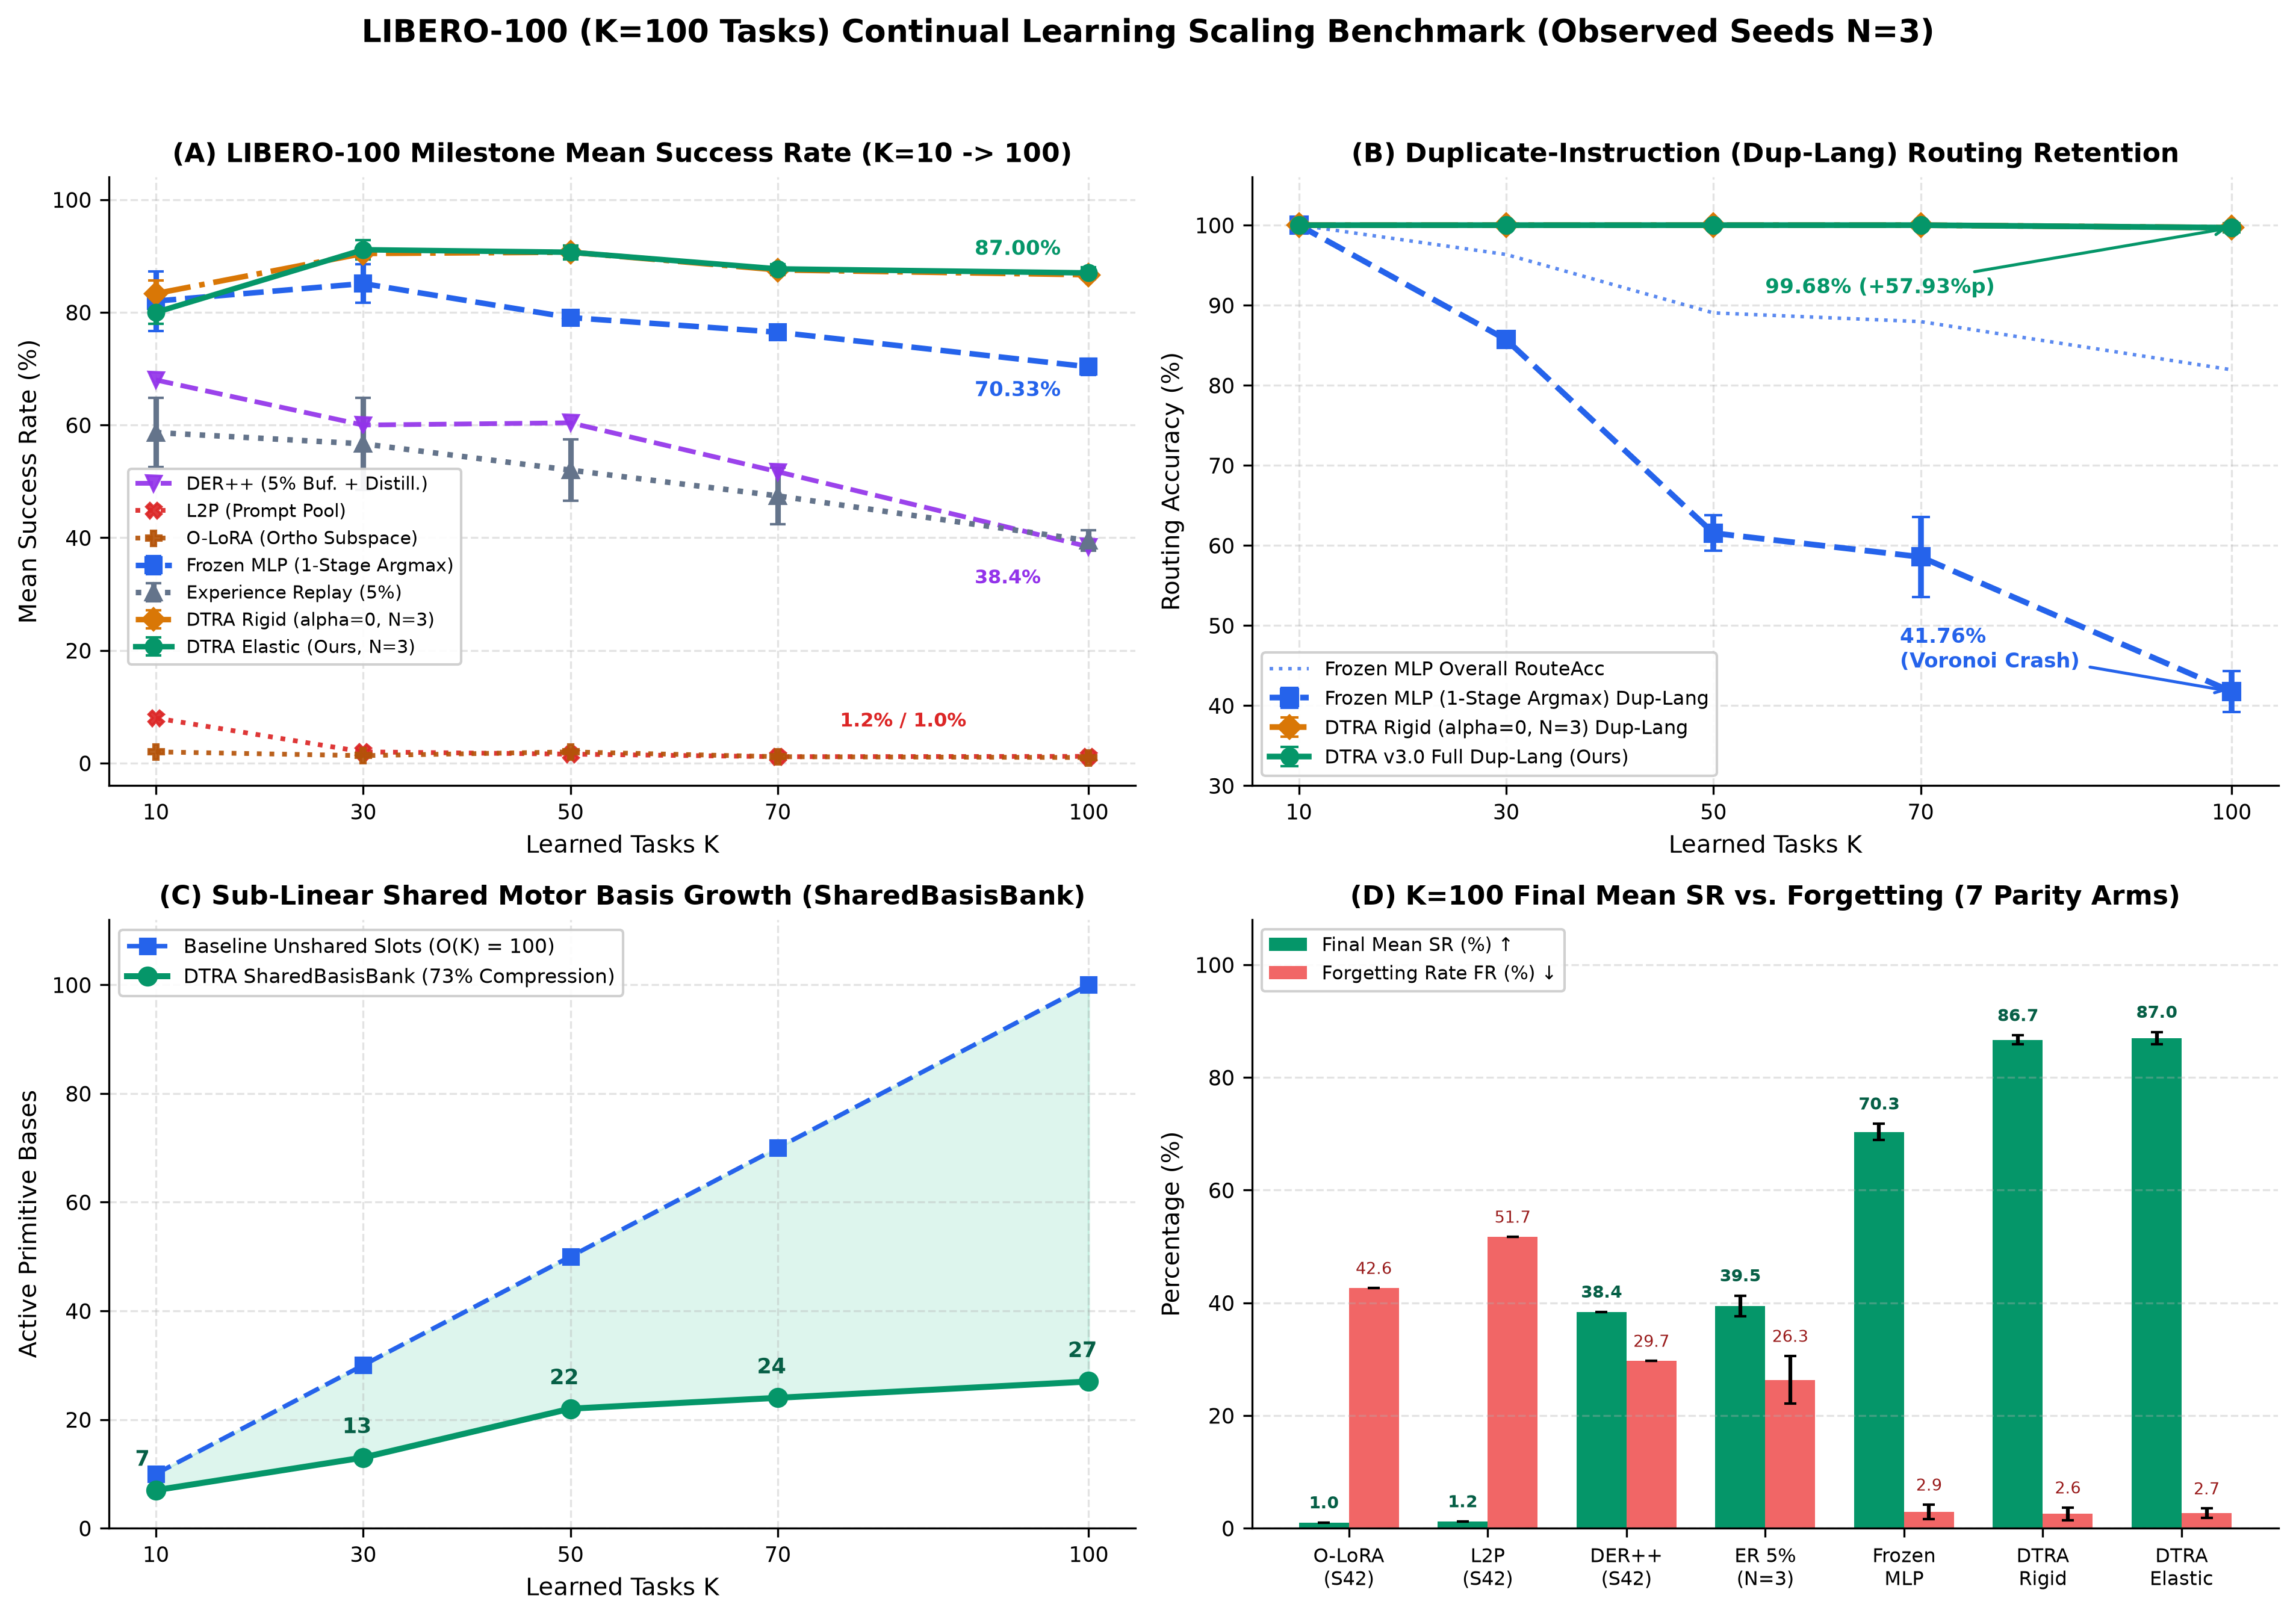 LIBERO-100 (K=100 Tasks) Continual Learning Scaling Benchmark (Observed Seeds N=3)
(A) LIBERO-100 Milestone Mean Success Rate (K=10 -> 100)
Mean Success Rate (%)
100
80
60
40
20
0
87.00%
70.33%
38.4%
1.2% / 1.0%
DER++ (5% Buf. + Distill.)
L2P (Prompt Pool)
O-LoRA (Ortho Subspace)
Frozen MLP (1-Stage Argmax)
Experience Replay (5%)
DTRA Rigid (alpha=0, N=3)
DTRA Elastic (Ours, N=3)
10 30 50 70 100
Learned Tasks K
(B) Duplicate-Instruction (Dup-Lang) Routing Retention
Routing Accuracy (%)
100
90
80
70
60
50
40
30
99.68% (+57.93%p)
41.76%
(Voronoi Crash)
Frozen MLP Overall RouteAcc
Frozen MLP (1-Stage Argmax) Dup-Lang
DTRA Rigid (alpha=0, N=3) Dup-Lang
DTRA v3.0 Full Dup-Lang (Ours)
10 30 50 70 100
Learned Tasks K
(C) Sub-Linear Shared Motor Basis Growth (SharedBasisBank)
Baseline Unshared Slots (O(K) = 100)
DTRA SharedBasisBank (73% Compression)
Active Primitive Bases
100
80
60
40
20
0
7
13
22
24
27
10 30 50 70 100
Learned Tasks K
(D) K=100 Final Mean SR vs. Forgetting (7 Parity Arms)
Final Mean SR (%) ↑
Forgetting Rate FR (%) ↓
Percentage (%)
100
80
60
40
20
0
1.0
42.6
1.2
51.7
38.4
29.7
39.5
26.3
70.3
2.9
86.7
2.6
87.0
2.7
O-LoRA
(S42)
L2P
(S42)
DER++
(S42)
ER 5%
(N=3)
Frozen
MLP
DTRA
Rigid
DTRA
Elastic